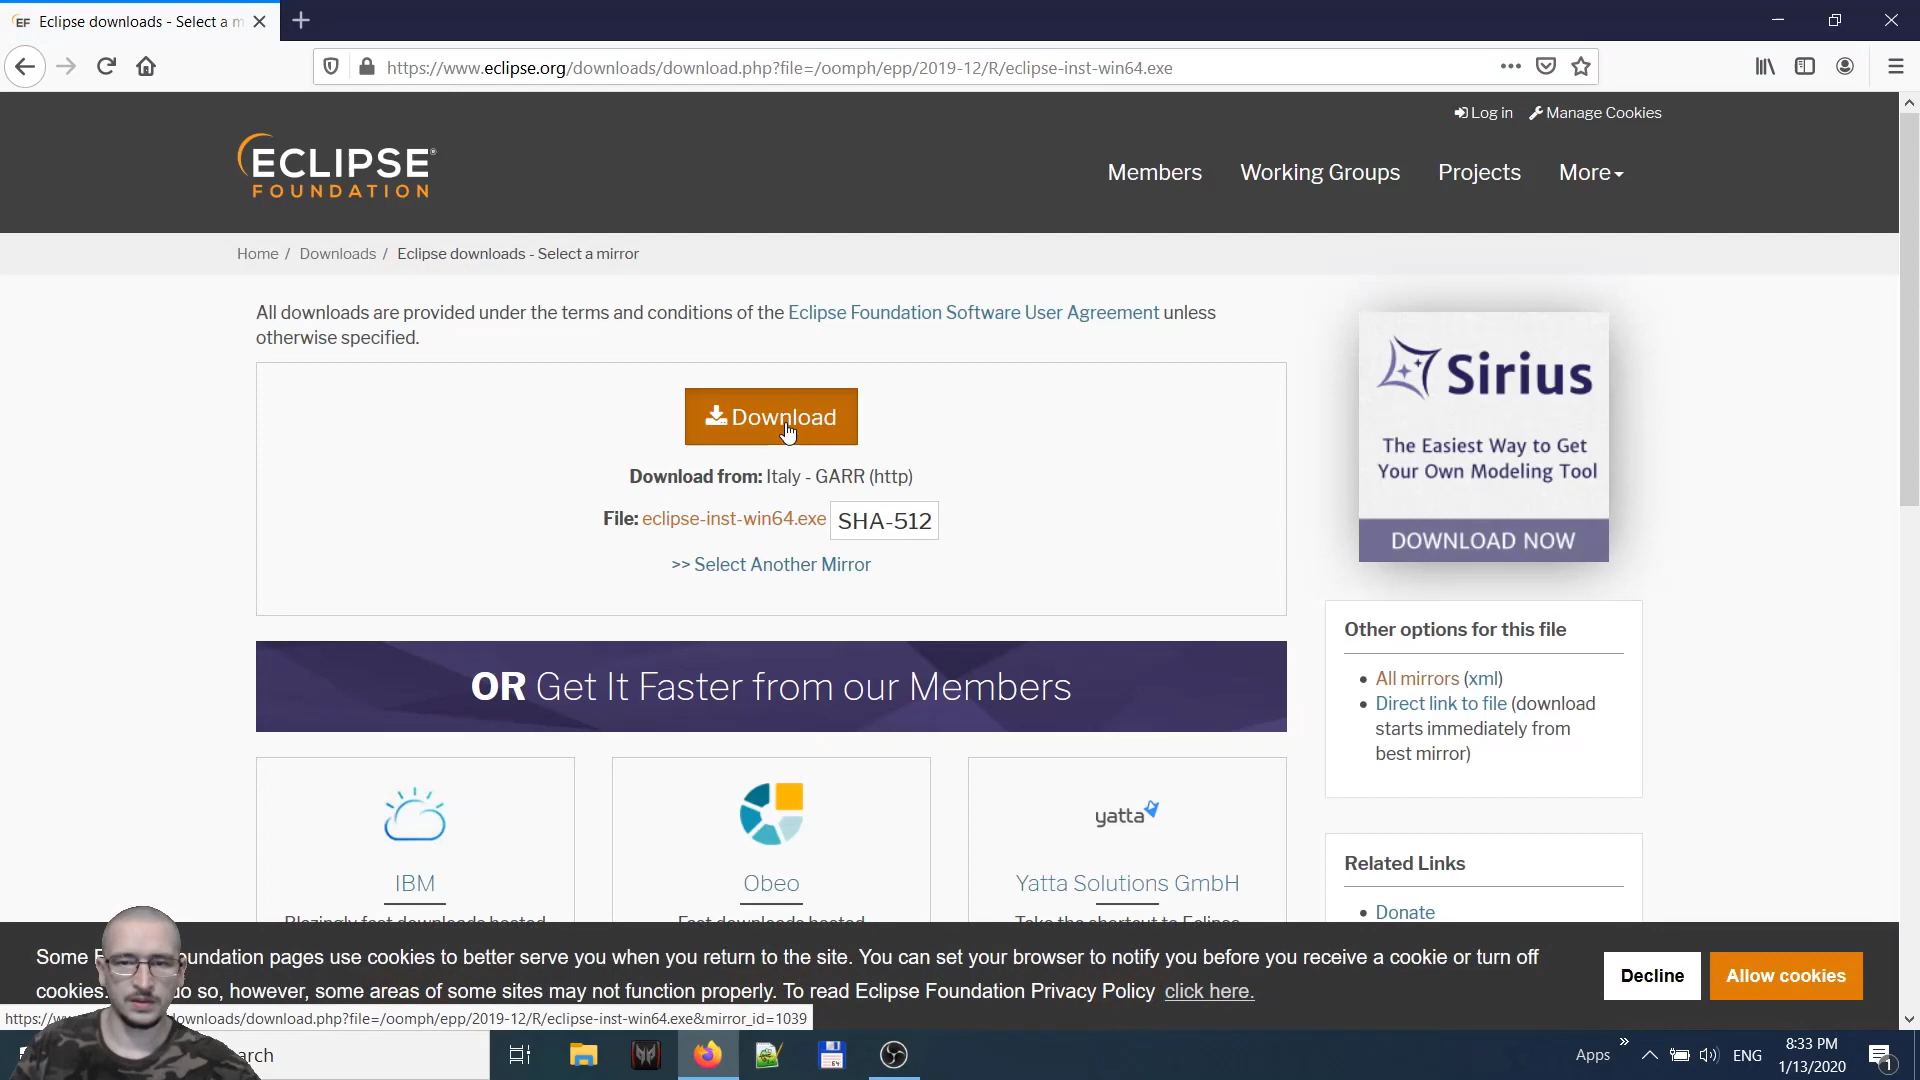 EF Eclipse downloads - Select a m
https://www.eclipse.org/downloads/download.php?file=/oomph/epp/2019-12/R/eclipse-inst-win64.exe
Log in Manage Cookies
ECLIPSE®
FOUNDATION
Members Working Groups Projects More
Home / Downloads / Eclipse downloads - Select a mirror
All downloads are provided under the terms and conditions of the Eclipse Foundation Software User Agreement unless
otherwise specified.
Download
Download from: Italy - GARR (http)
File: eclipse-inst-win64.exe SHA-512
>> Select Another Mirror
Sirius
The Easiest Way to Get
Your Own Modeling Tool
DOWNLOAD NOW
Other options for this file
All mirrors (xml)
Direct link to file (download
starts immediately from
best mirror)
OR Get It Faster from our Members
IBM
Blazingly fast downloads hosted
Obeo
Fast downloads hosted
yatta
Yatta Solutions GmbH
Take the shortcut to Eclipse
Related Links
Donate
Some undation pages use cookies to better serve you when you return to the site. You can set your browser to notify you before you receive a cookie or turn off
cookies. so, however, some areas of some sites may not function properly. To read Eclipse Foundation Privacy Policy click here.
Decline
Allow cookies
https://w ownloads/download.php?file=/oomph/epp/2019-12/R/eclipse-inst-win64.exe&mirror_id=1039
arch
64
Apps
ENG
8:33 PM
1/13/2020
1